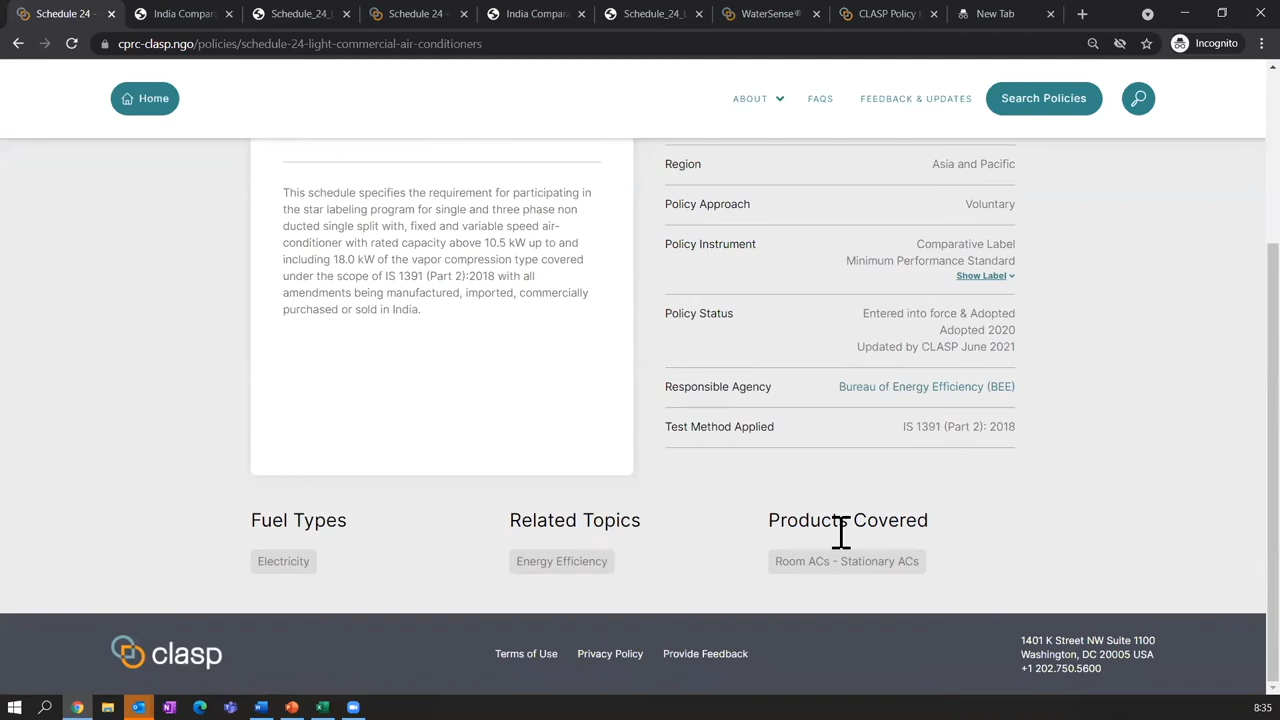 Schedule 24 -
India Compar
Schedule_24_L
Schedule 24 -
India Compar
Schedule_24_L
WaterSense®
CLASP Policy
New Tab
cprc-clasp.ngo/policies/schedule-24-light-commercial-air-conditioners
Incognito
Home
ABOUT
FAQS
FEEDBACK & UPDATES
Search Policies
This schedule specifies the requirement for participating in
the star labeling program for single and three phase non
ducted single split with, fixed and variable speed air-
conditioner with rated capacity above 10.5 kW up to and
including 18.0 kW of the vapor compression type covered
under the scope of IS 1391 (Part 2):2018 with all
amendments being manufactured, imported, commercially
purchased or sold in India.
Region Asia and Pacific
Policy Approach Voluntary
Policy Instrument Comparative Label
Minimum Performance Standard
Show Label
Policy Status Entered into force & Adopted
Adopted 2020
Updated by CLASP June 2021
Responsible Agency Bureau of Energy Efficiency (BEE)
Test Method Applied IS 1391 (Part 2): 2018
Fuel Types
Electricity
Related Topics
Energy Efficiency
Products Covered
Room ACs - Stationary ACs
clasp
Terms of Use
Privacy Policy
Provide Feedback
1401 K Street NW Suite 1100
Washington, DC 20005 USA
+1 202.750.5600
8:35